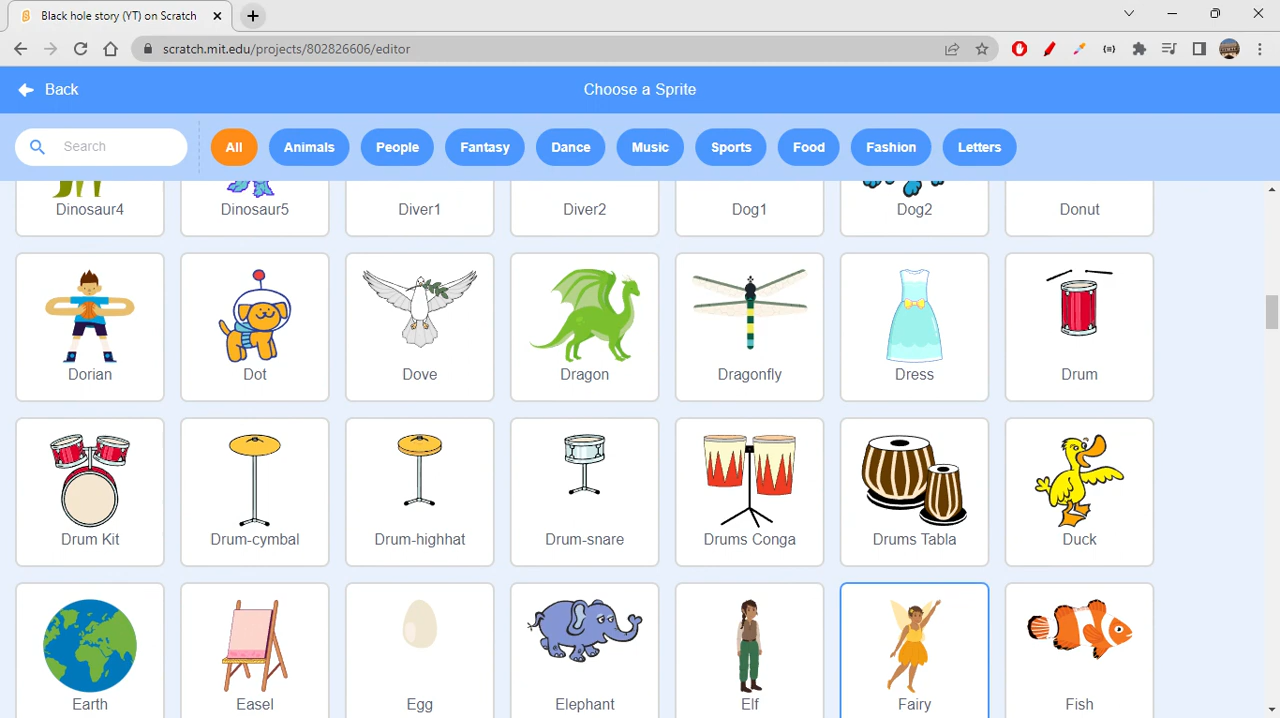 Black hole story (YT) on Scratch
scratch.mit.edu/projects/802826606/editor
Back
Choose a Sprite
Search
All
Animals
People
Fantasy
Dance
Music
Sports
Food
Fashion
Letters
Dinosaur4
Dinosaur5
Diver1
Diver2
Dog1
Dog2
Donut
Dorian
Dot
Dove
Dragon
Dragonfly
Dress
Drum
Drum Kit
Drum-cymbal
Drum-highhat
Drum-snare
Drums Conga
Drums Tabla
Duck
Earth
Easel
Egg
Elephant
Elf
Fairy
Fish